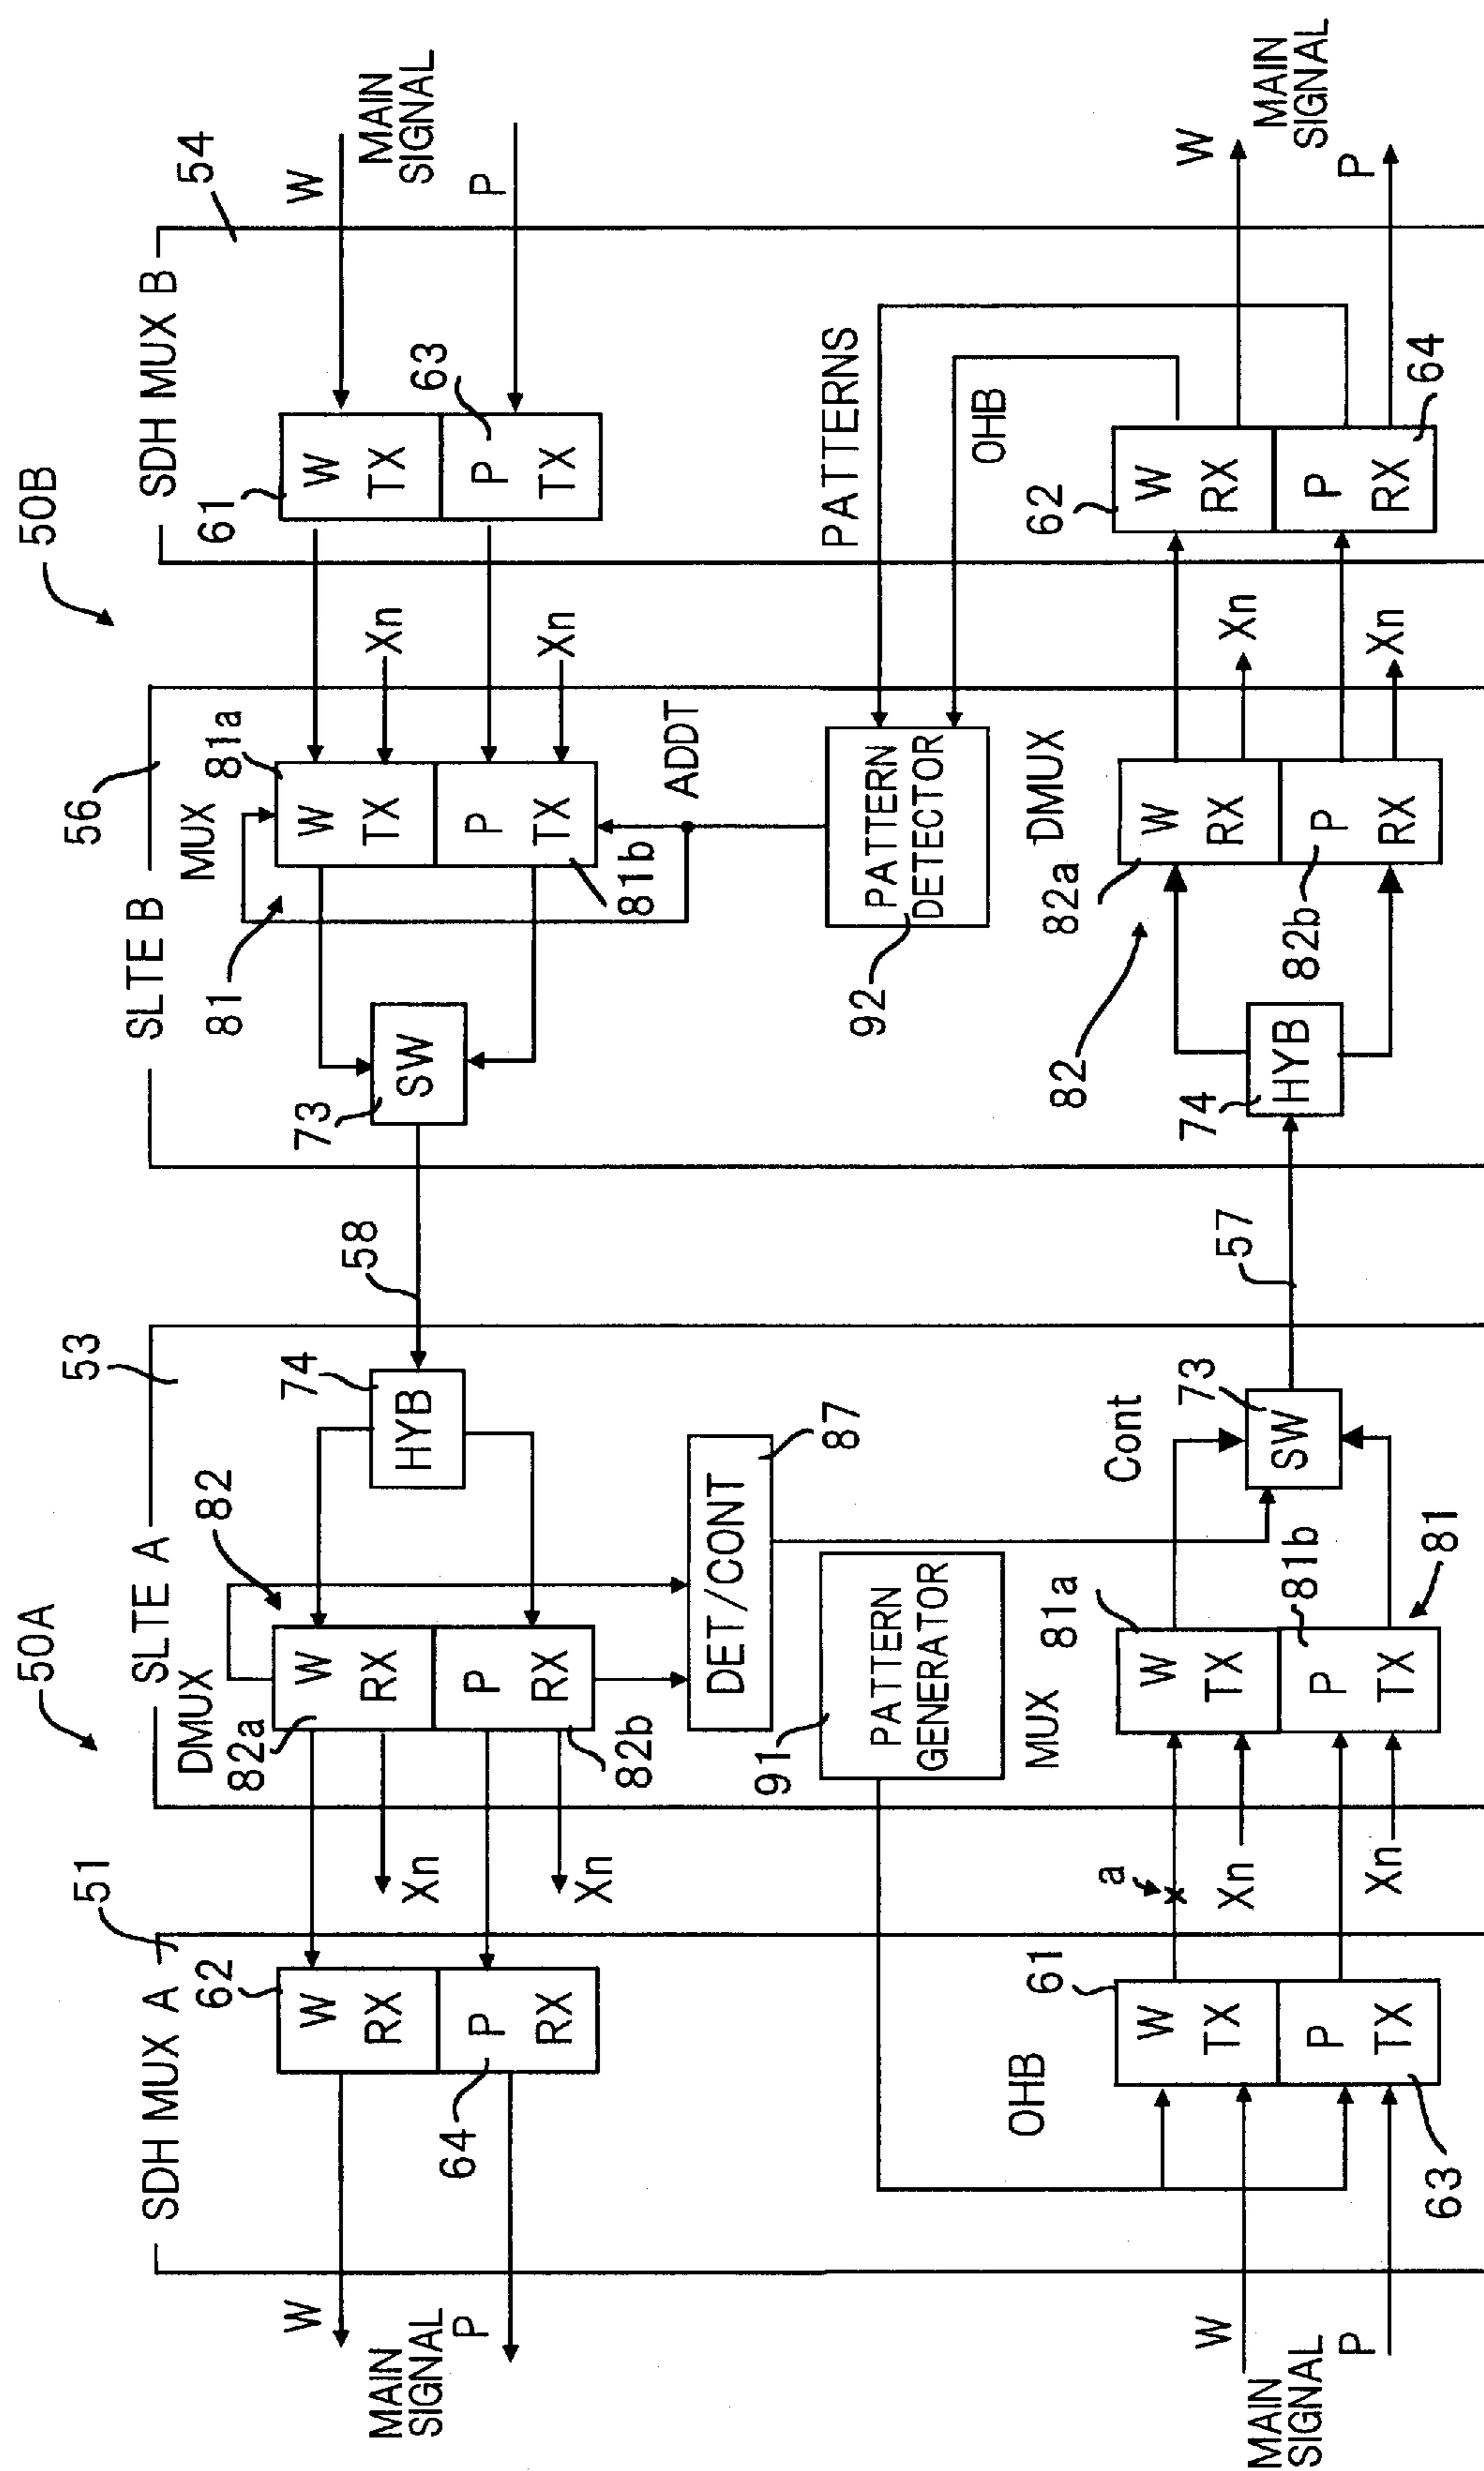 50A
50B
SDH MUX A
51
SLTE A
53
SLTE B
56
SDH MUX B
54
W
MAIN
SIGNAL
P
62
W
RX
P
RX
64
Xn
Xn
DMUX
82a
W
RX
P
RX
82b
82
74
HYB
58
73
SW
81
MUX
81a
W
TX
P
TX
81b
ADDT
Xn
Xn
61
W
TX
P
TX
63
W
MAIN
SIGNAL
P
DET/CONT
87
91
PATTERN
GENERATOR
92
PATTERN
DETECTOR
PATTERNS
OHB
OHB
W
MAIN
SIGNAL
P
61
W
TX
P
TX
63
a
Xn
Xn
MUX
81a
W
TX
P
TX
81b
81
Cont
73
SW
57
74
HYB
82
DMUX
82a
W
RX
P
RX
82b
Xn
Xn
62
W
RX
P
RX
64
W
MAIN
SIGNAL
P